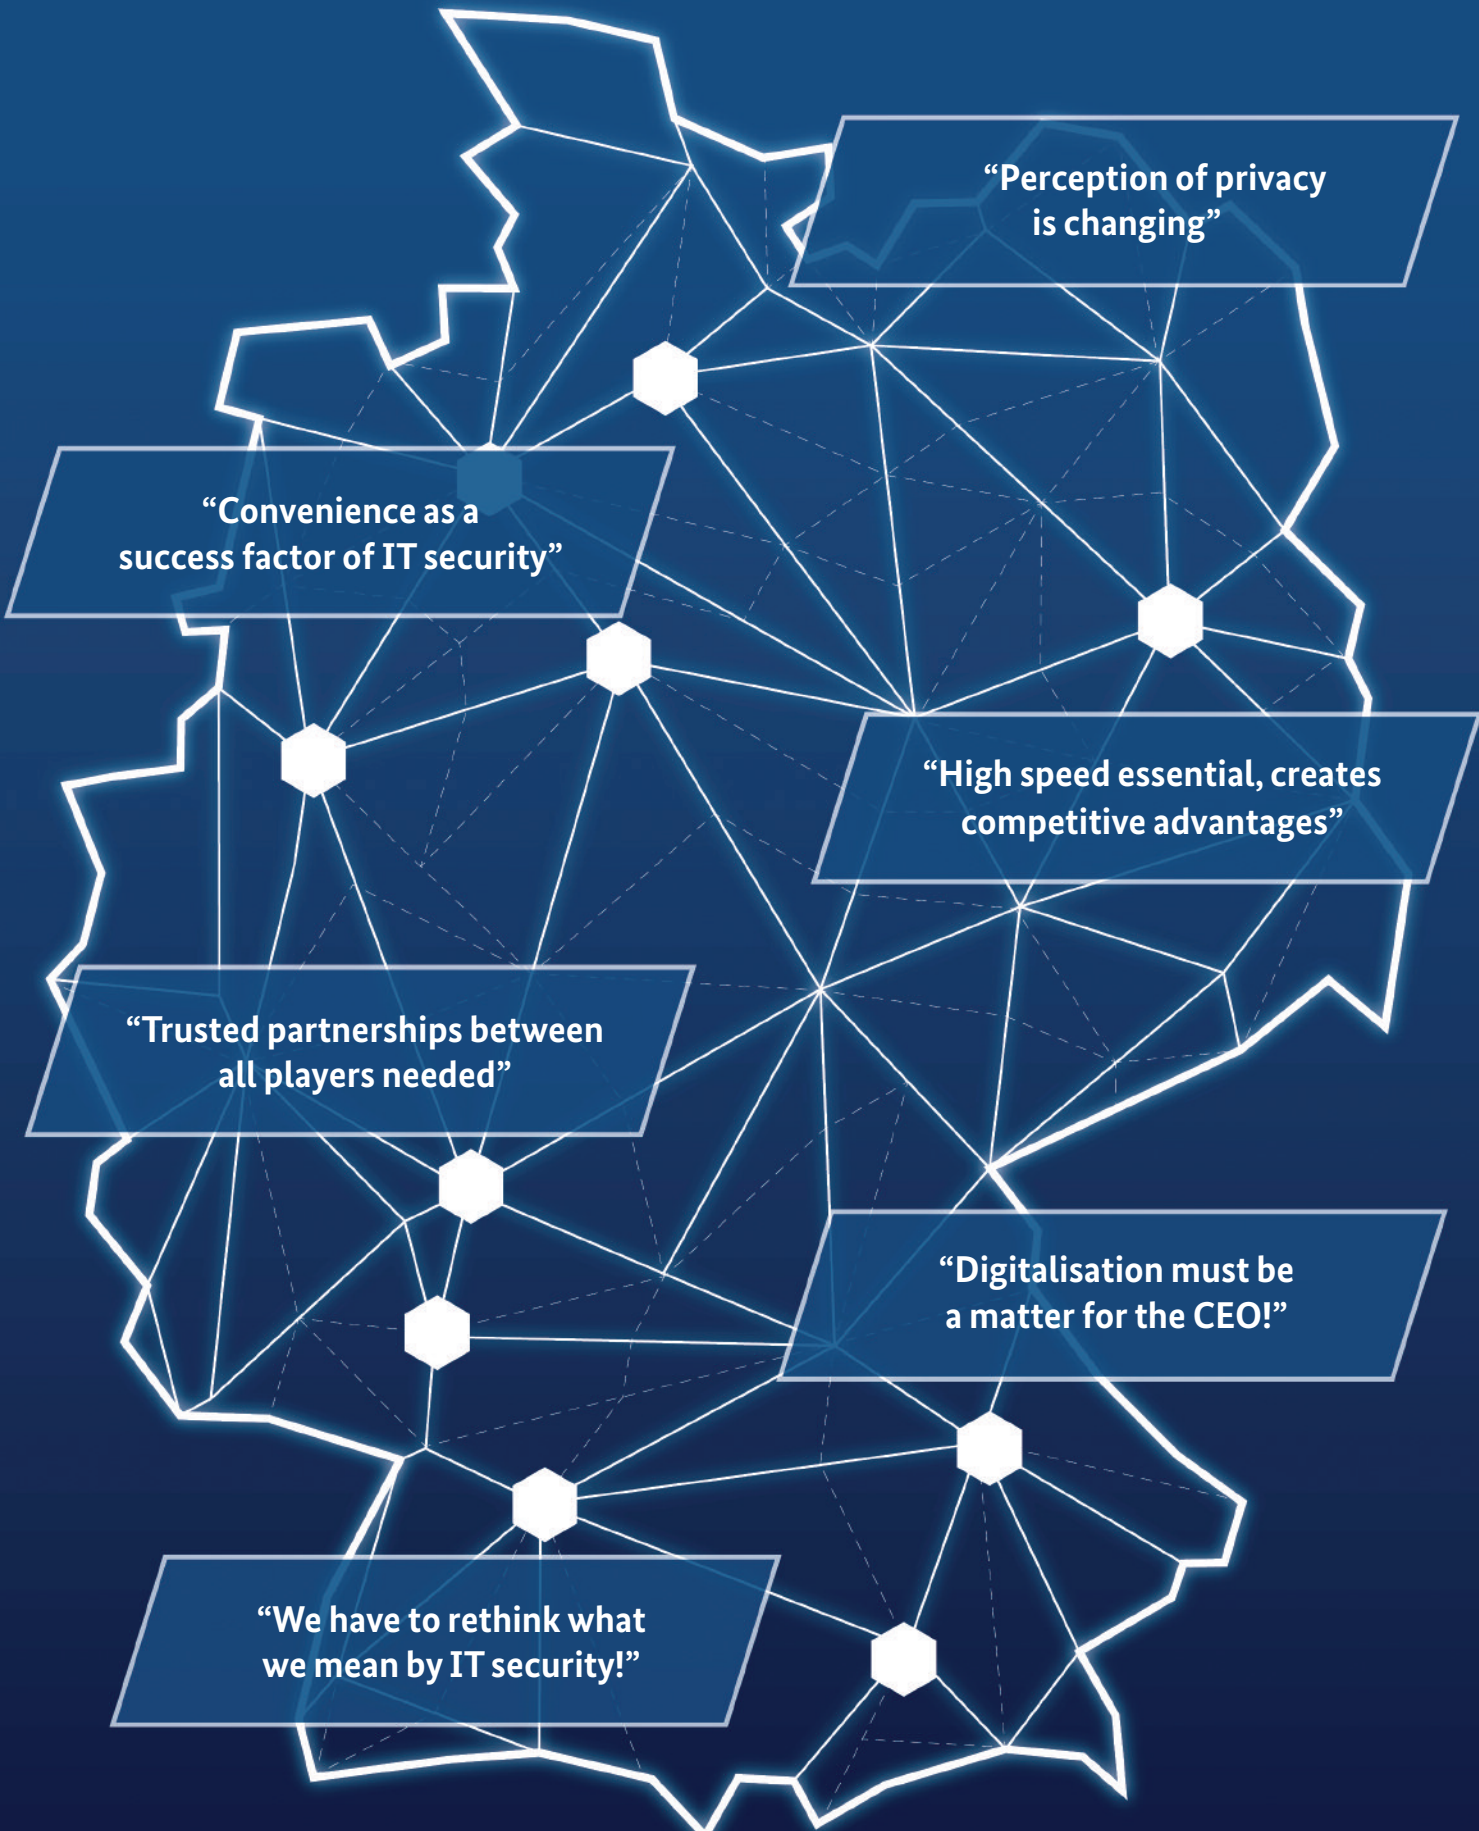 “Perception of privacy
is changing”
“Convenience as a
success factor of IT security”
“High speed essential, creates
competitive advantages”
“Trusted partnerships between
all players needed”
“Digitalisation must be
a matter for the CEO!”
“We have to rethink what
we mean by IT security!”